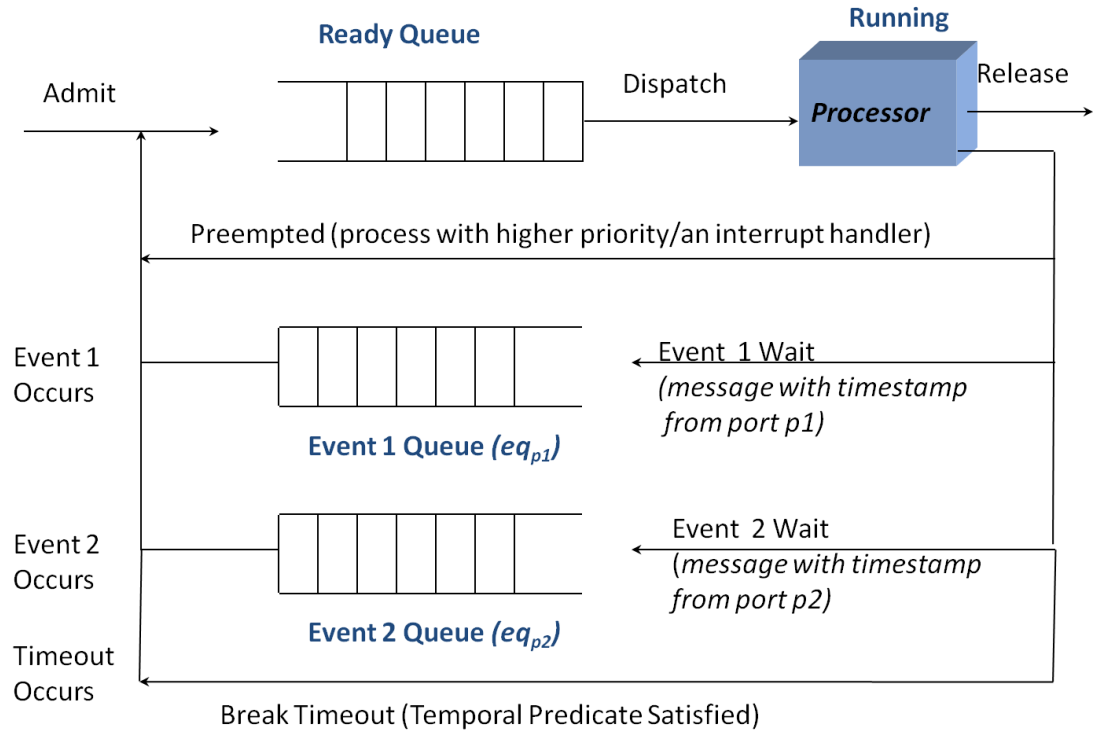 Running
Ready Queue
Admit
Dispatch
Release
Processor
Preempted (process with higher priority/an interrupt handler)
Event 1
Occurs
Event 1 Wait
(message with timestamp
from port p1)
Event 1 Queue (eqp1)
Event 2
Occurs
Event 2 Wait
(message with timestamp
from port p2)
Event 2 Queue (eqp2)
Timeout
Occurs
Break Timeout (Temporal Predicate Satisfied)